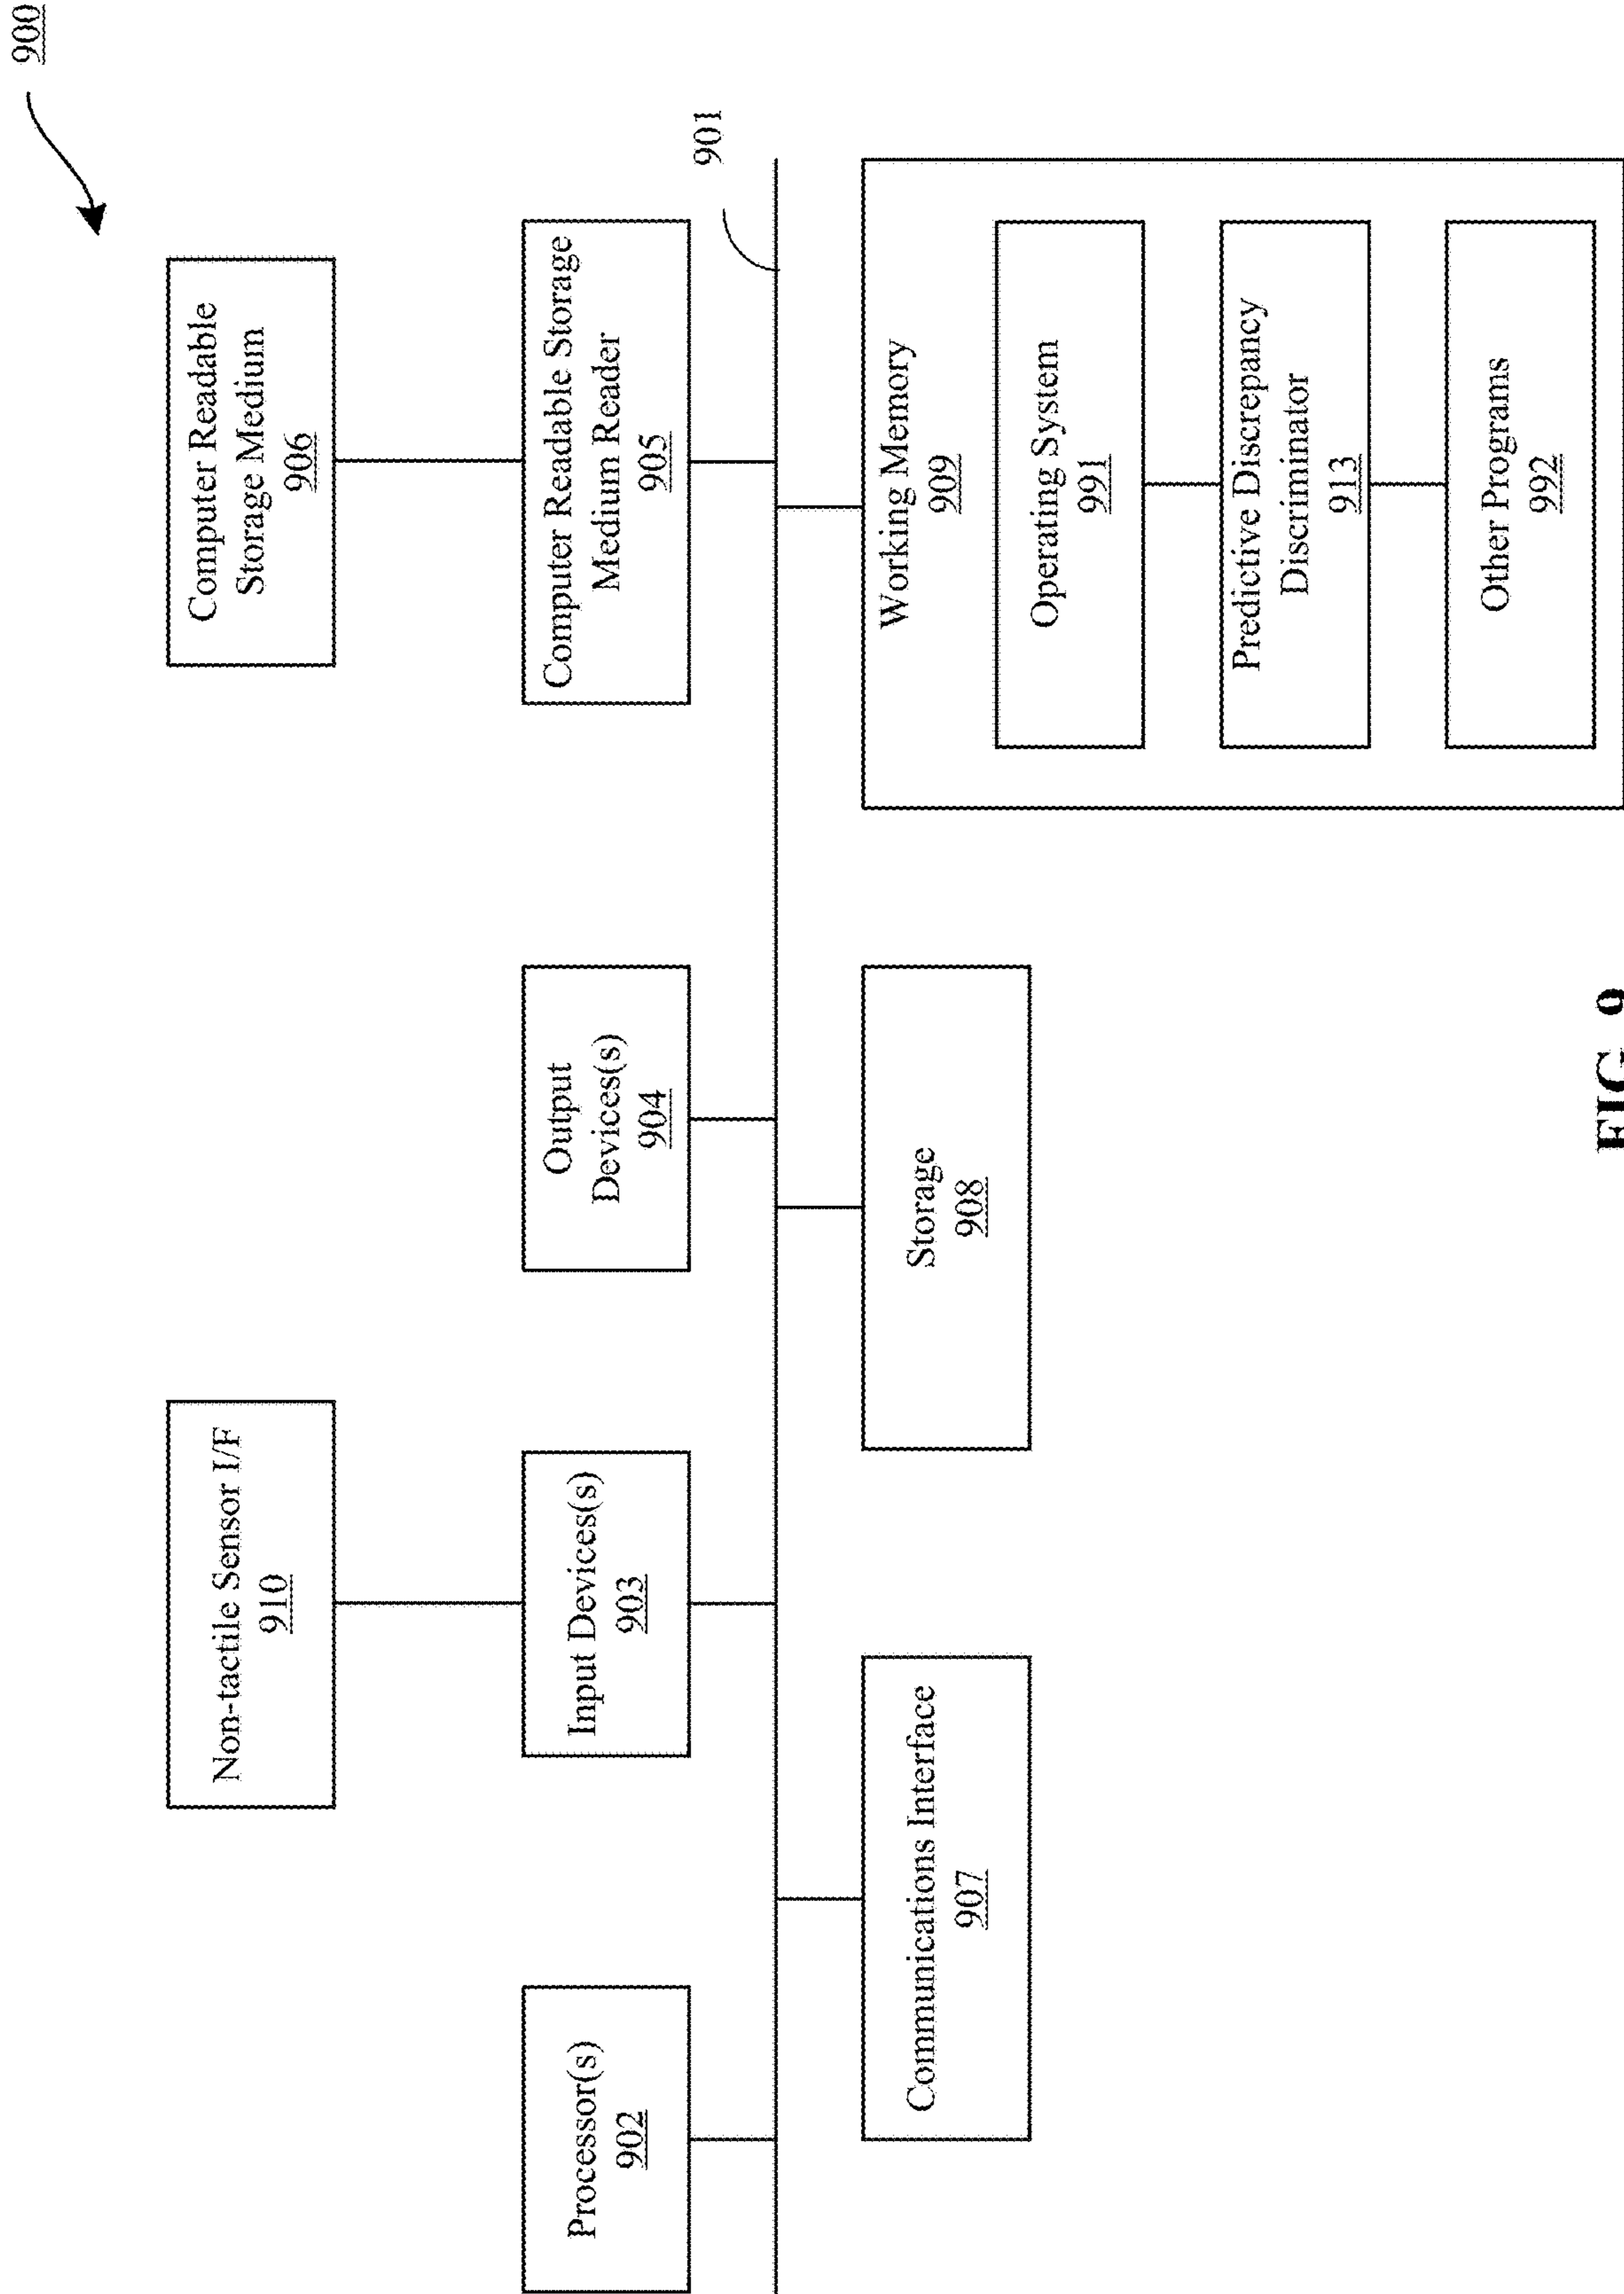 900
Computer Readable
Storage Medium
906
Non-tactile Sensor I/F
910
Processor(s)
902
Input Devices(s)
903
Output
Devices(s)
904
Computer Readable Storage
Medium Reader
905
901
Communications Interface
907
Storage
908
Working Memory
909
Operating System
991
Predictive Discrepancy
Discriminator
913
Other Programs
992
FIG. 9